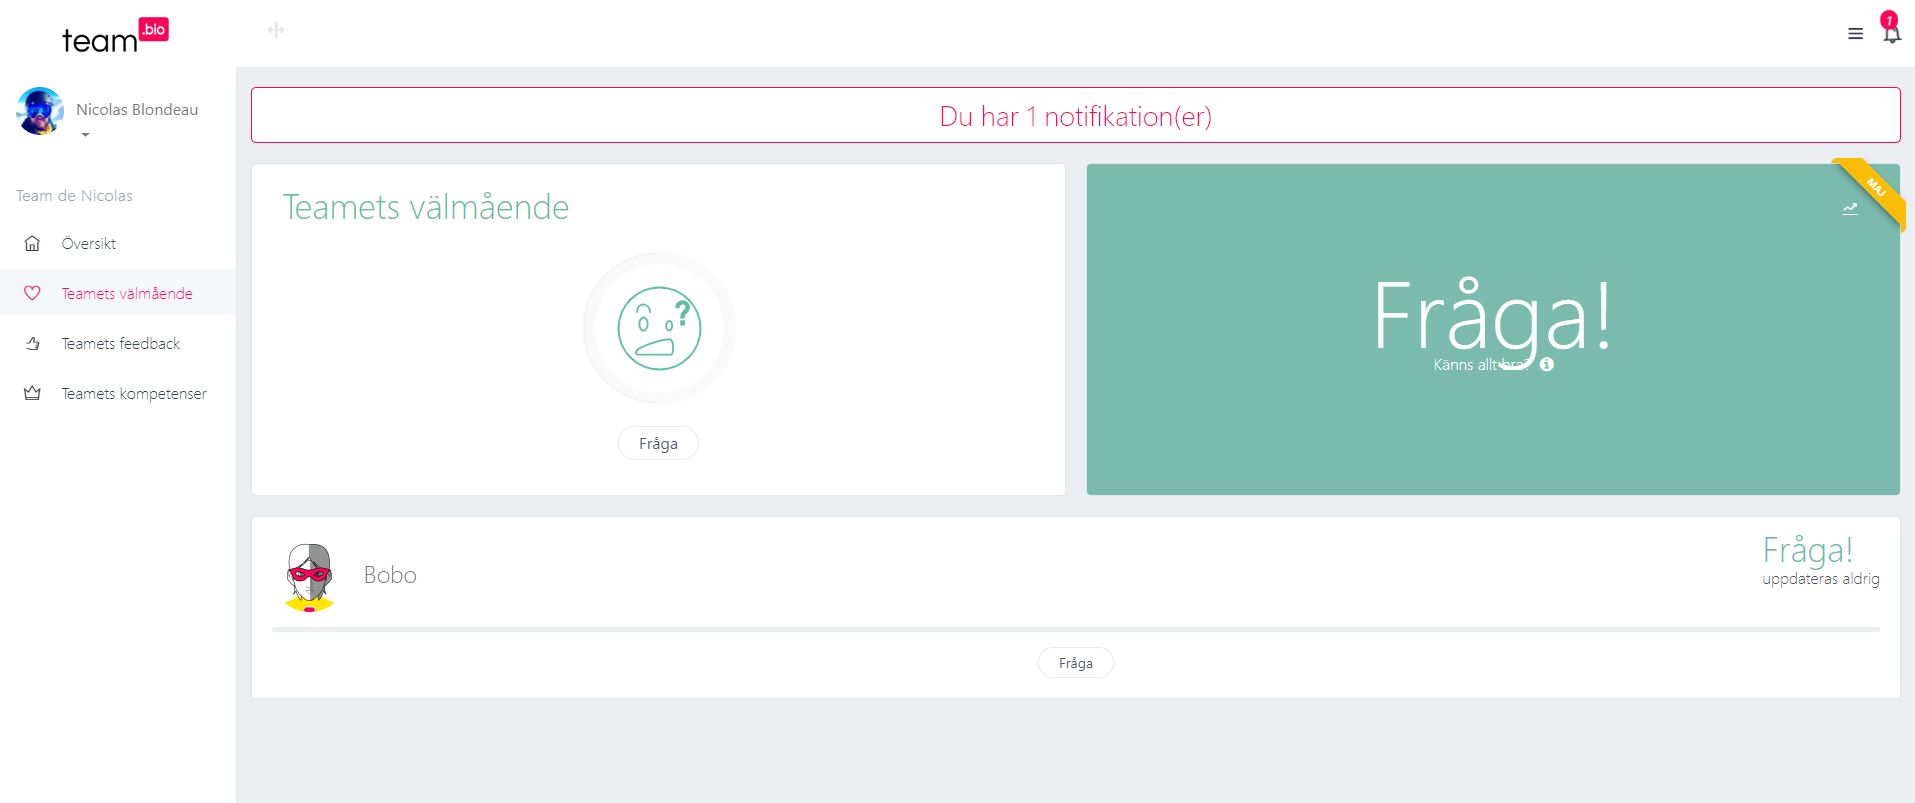 team.bio
1
Nicolas Blondeau
Team de Nicolas
Översikt
Teamets välmående
Teamets feedback
Teamets kompetenser
Du har 1 notifikation(er)
Teamets välmående
?
Fråga
MAJ
Fråga!
Känns allt bra?
Bobo
Fråga!
uppdateras aldrig
Fråga